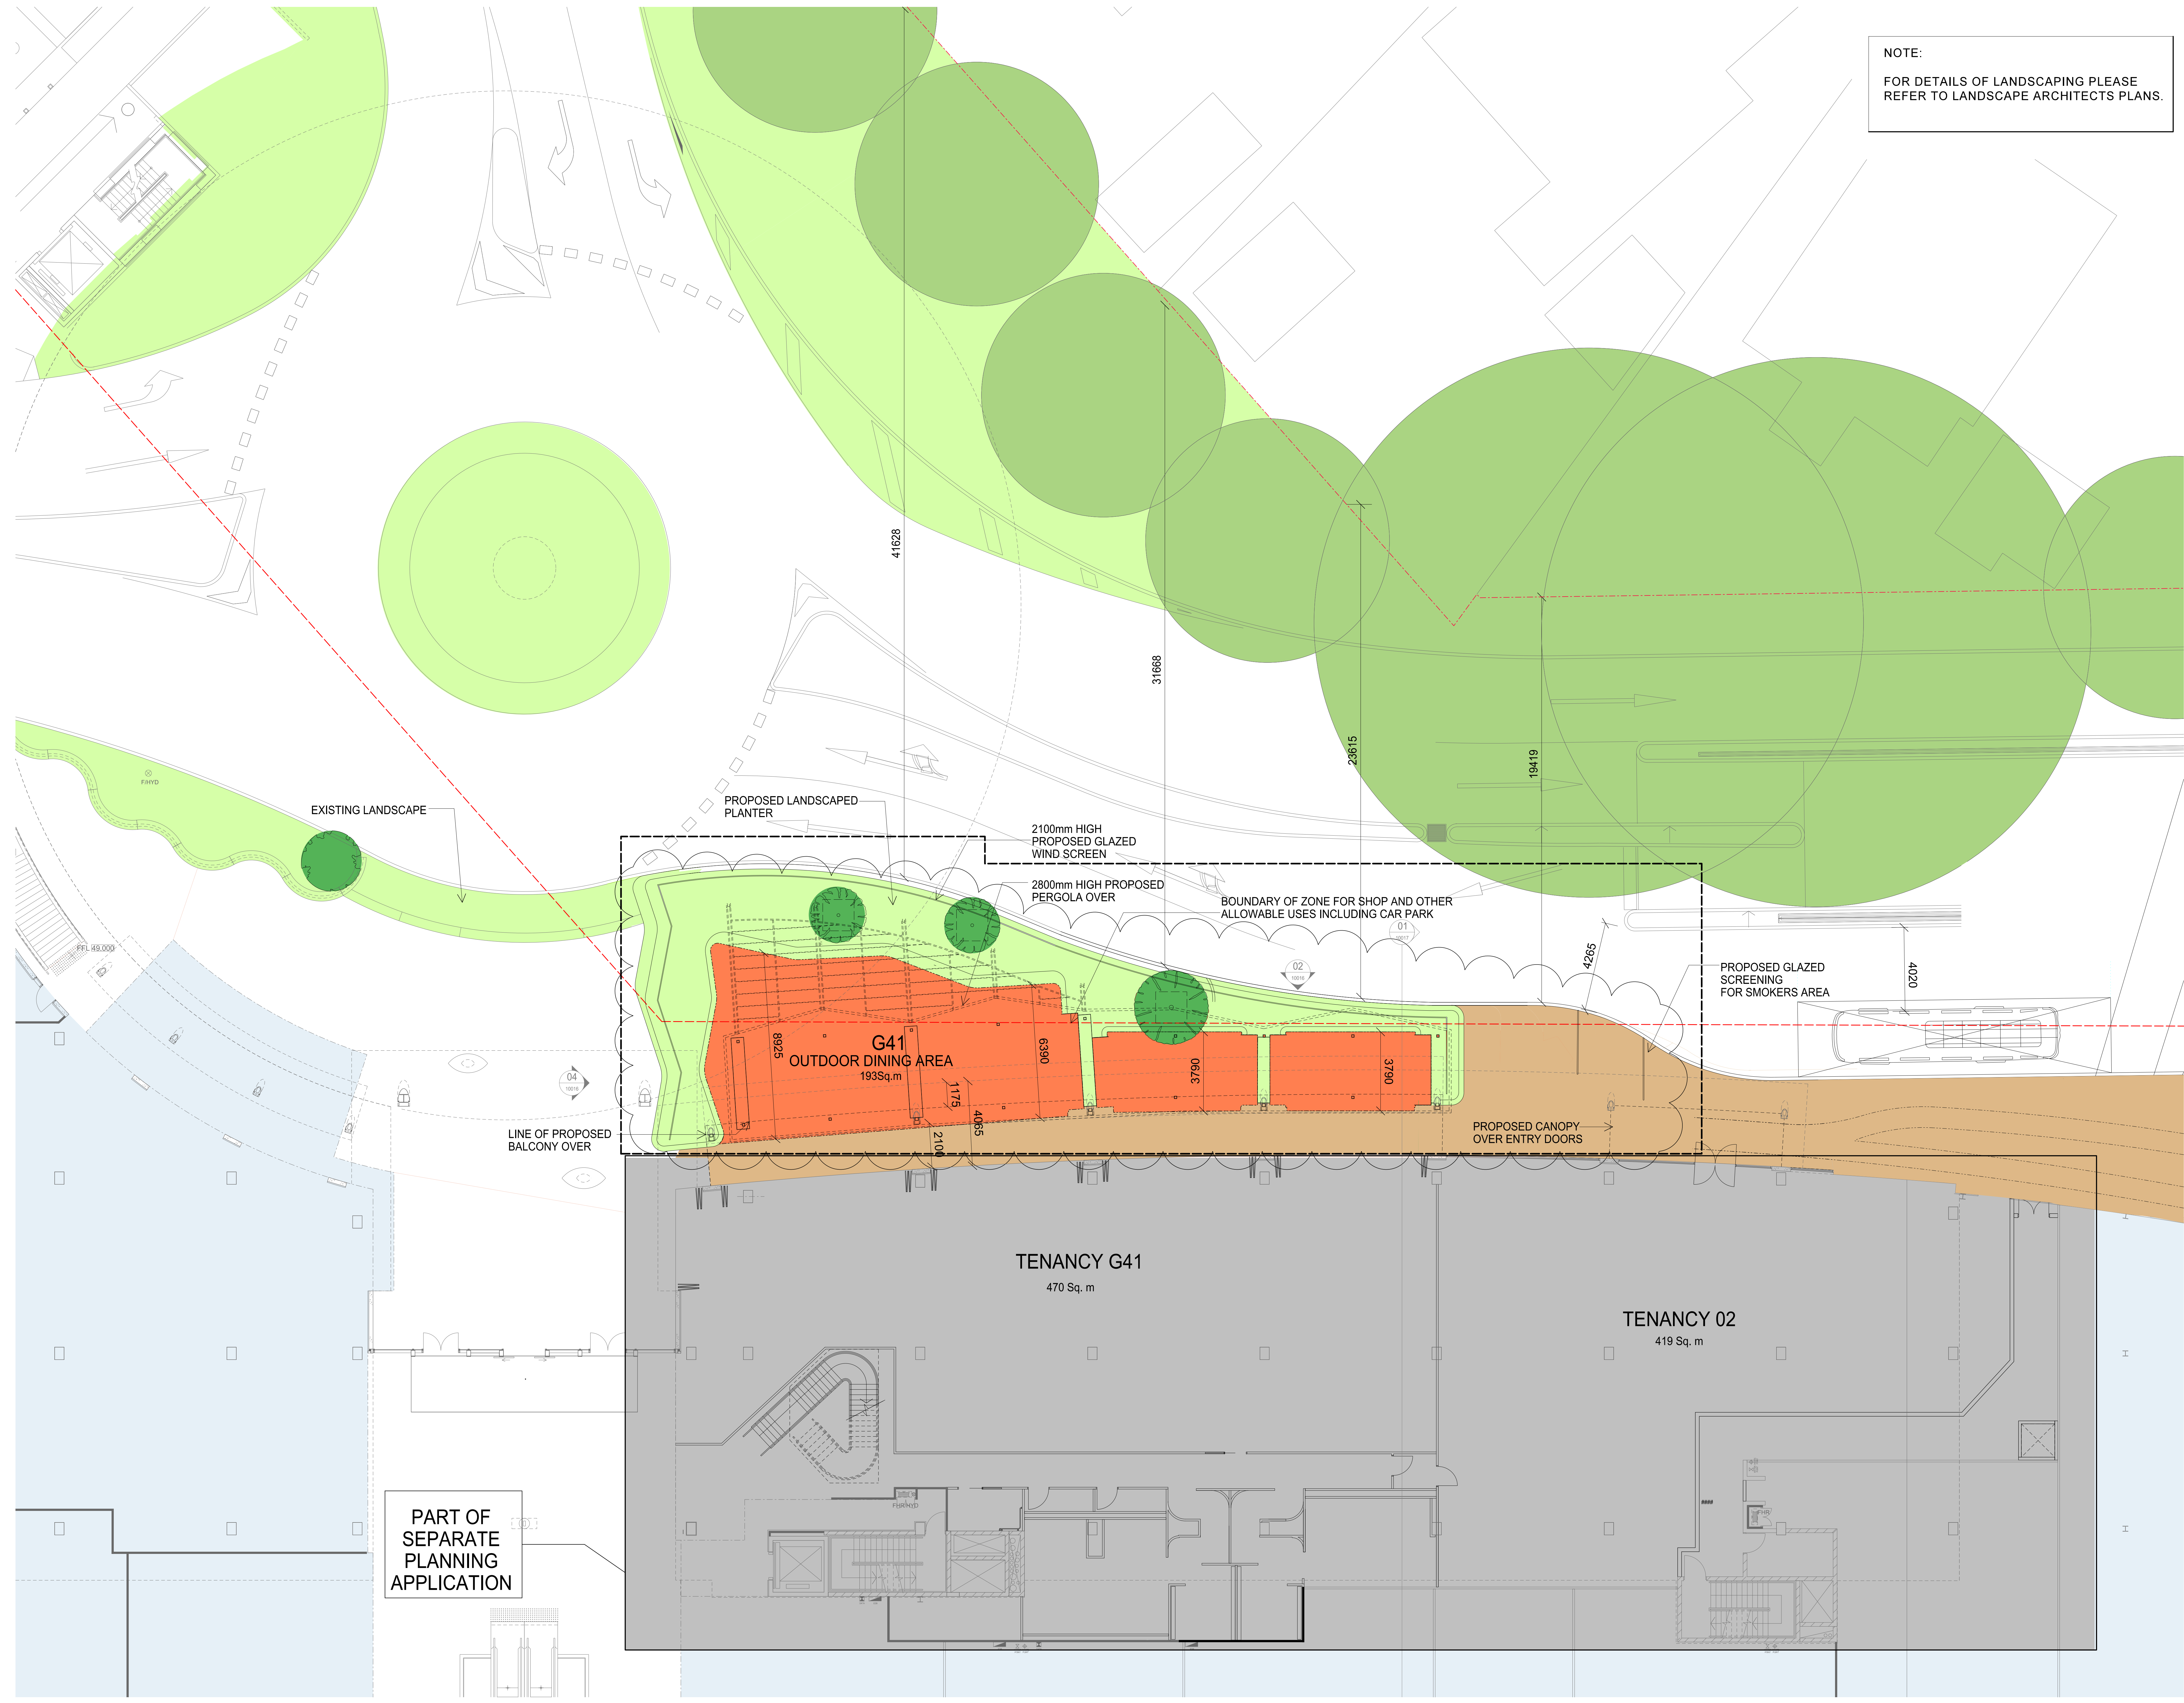 NOTE:
FOR DETAILS OF LANDSCAPING PLEASE
REFER TO LANDSCAPE ARCHITECTS PLANS.
41628
31668
23615
19419
F/HYD
EXISTING LANDSCAPE
PROPOSED LANDSCAPED
PLANTER
2100mm HIGH
PROPOSED GLAZED
WIND SCREEN
2800mm HIGH PROPOSED
PERGOLA OVER
BOUNDARY OF ZONE FOR SHOP AND OTHER
ALLOWABLE USES INCLUDING CAR PARK
01
10017
02
10016
4265
4020
PROPOSED GLAZED
SCREENING
FOR SMOKERS AREA
FFL 49,000
8925
G41
OUTDOOR DINING AREA
193Sq.m
6390
3790
3790
1175
4065
2100
04
10016
LINE OF PROPOSED
BALCONY OVER
PROPOSED CANOPY
OVER ENTRY DOORS
TENANCY G41
470 Sq. m
TENANCY 02
419 Sq. m
PART OF
SEPARATE
PLANNING
APPLICATION
####